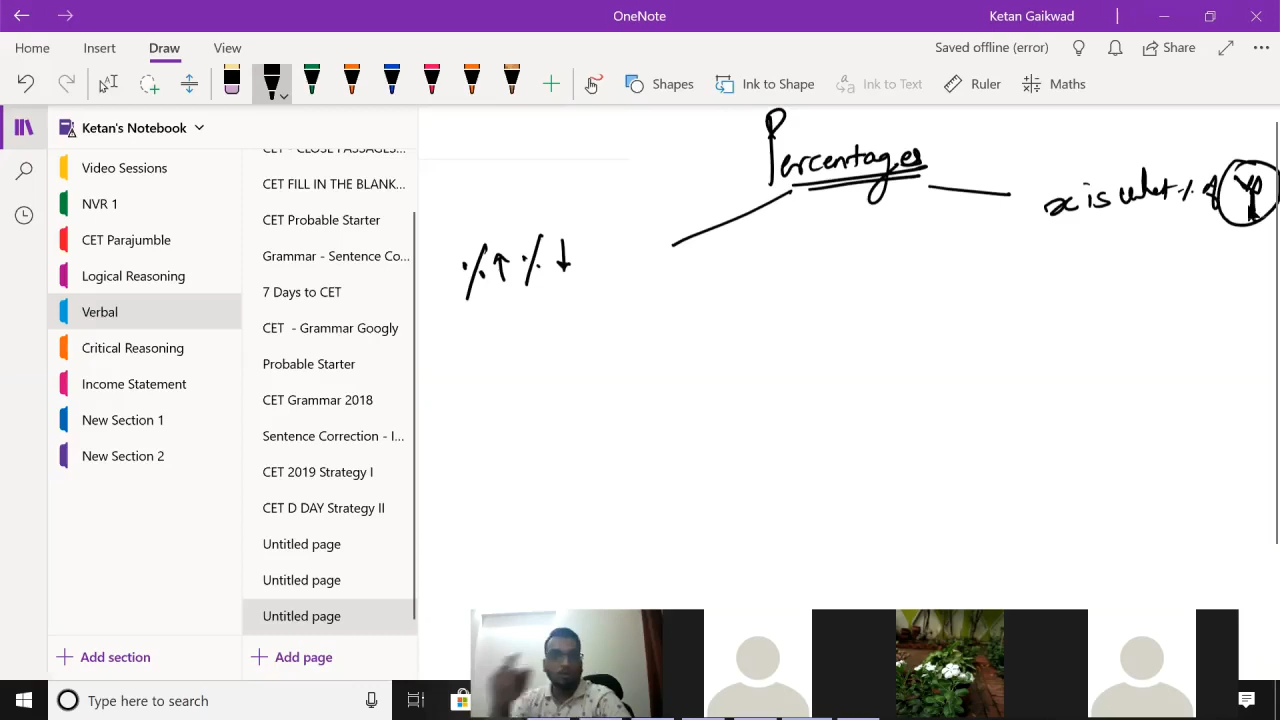 OneNote
Ketan Gaikwad
Home Insert Draw View
Saved offline (error) Share
Shapes Ink to Shape Ink to Text Ruler Maths
Ketan's Notebook
Video Sessions
NVR 1
CET Parajumble
Logical Reasoning
Verbal
Critical Reasoning
Income Statement
New Section 1
New Section 2
Add section
CET - CLOSE PASSAGES...
CET FILL IN THE BLANK...
CET Probable Starter
Grammar - Sentence Co...
7 Days to CET
CET - Grammar Googly
Probable Starter
CET Grammar 2018
Sentence Correction - I...
CET 2019 Strategy I
CET D DAY Strategy II
Untitled page
Untitled page
Untitled page
Add page
Percentages
x is what % of
%↑ %↓
Type here to search